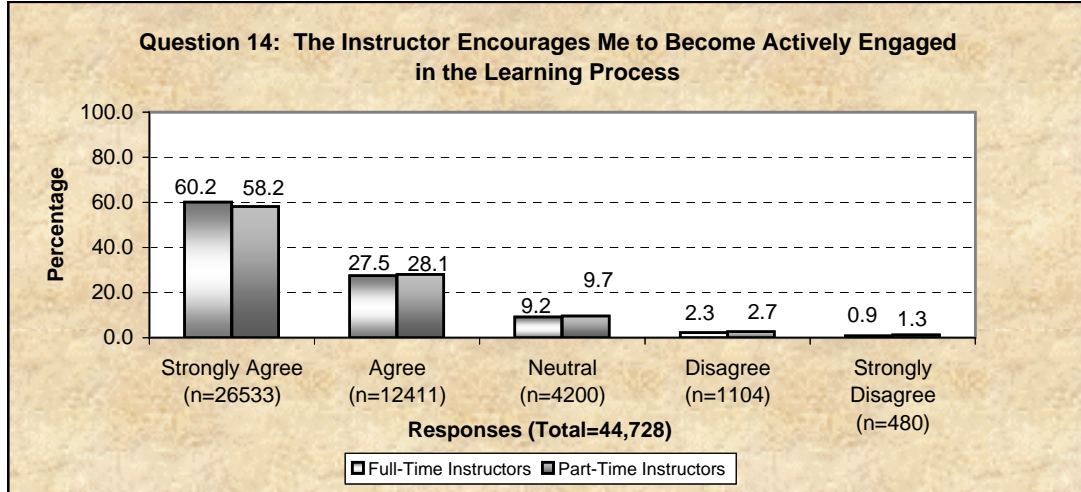 Question 14:  The Instructor Encourages Me to Become Actively Engaged
in the Learning Process
Percentage
100.0
80.0
60.0
40.0
20.0
0.0
60.2
58.2
27.5
28.1
9.2
9.7
2.3
2.7
0.9
1.3
Strongly Agree
(n=26533)
Agree
(n=12411)
Neutral
(n=4200)
Disagree
(n=1104)
Strongly
Disagree
(n=480)
Responses (Total=44,728)
Full-Time Instructors
Part-Time Instructors